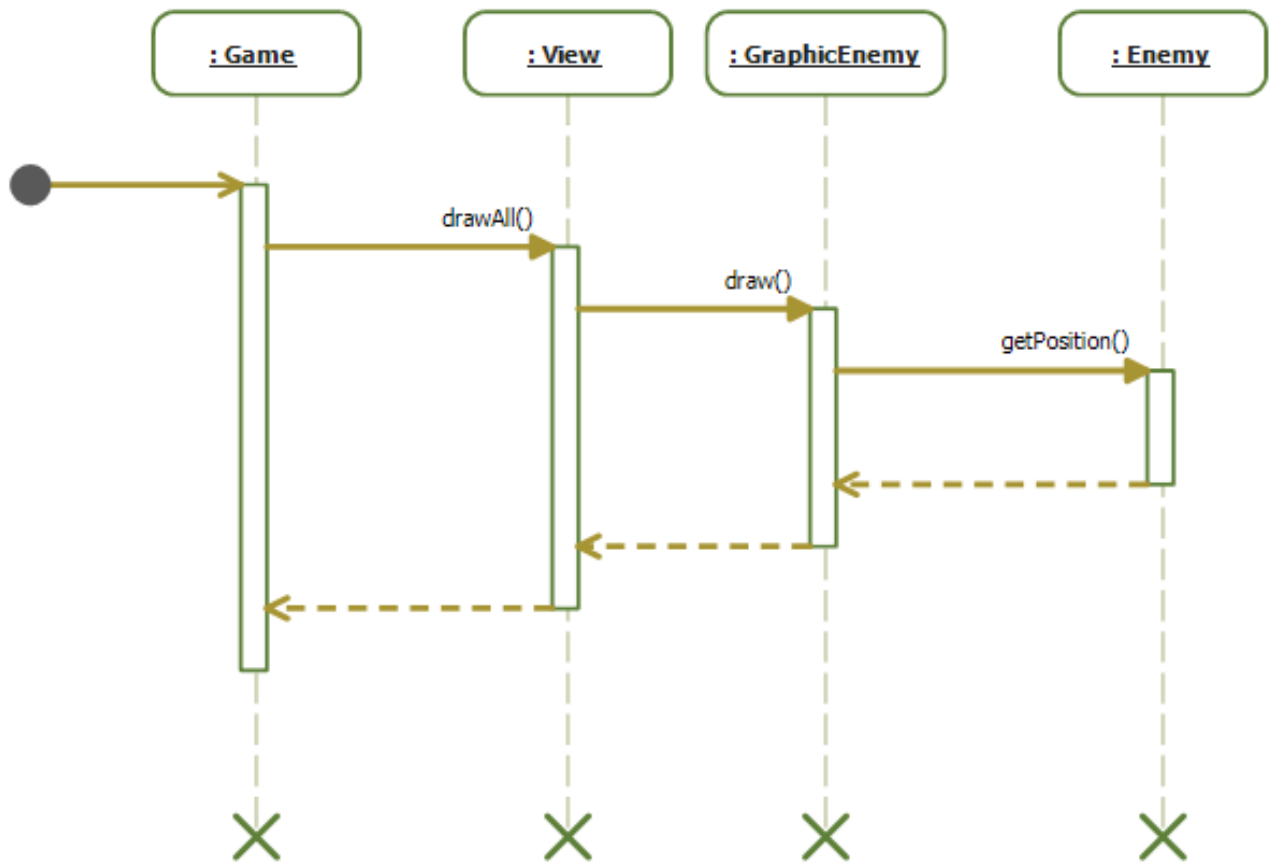 : Game
: View
: GraphicEnemy
: Enemy
drawAll()
draw()
getPosition()